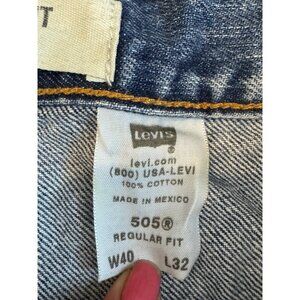 T
Levi's
levi.com
(800) USA-LEVI
100% COTTON
MADE IN MEXICO
505®
REGULAR FIT
W40 L32